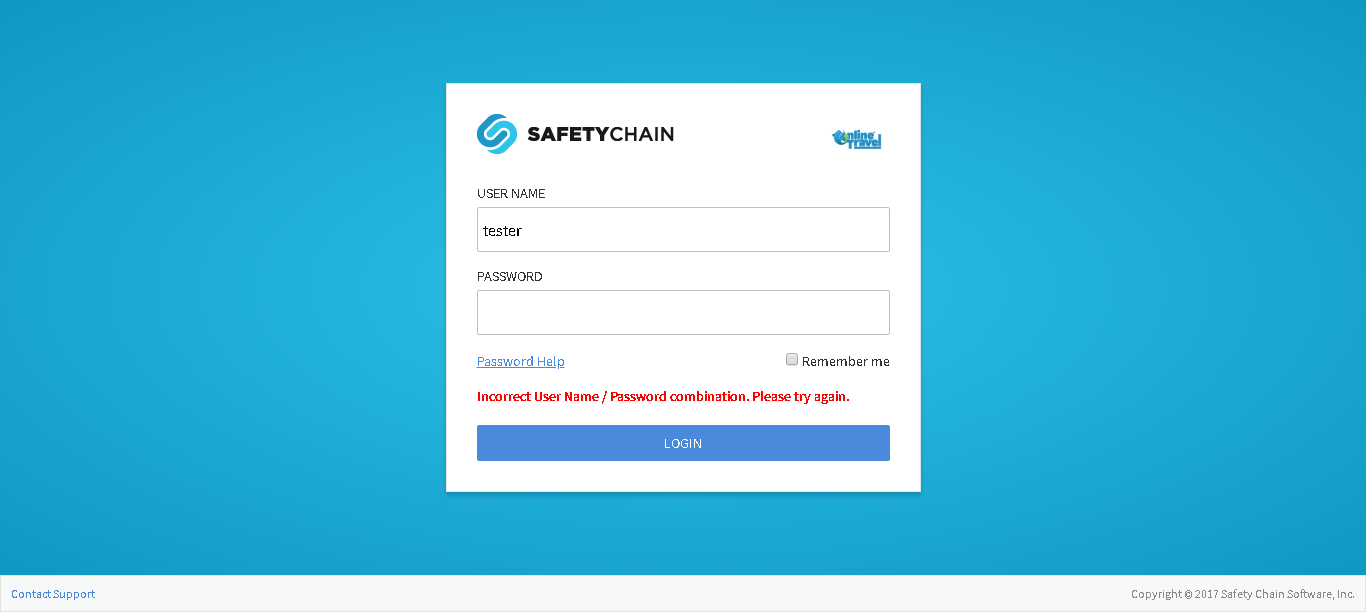 SAFETYCHAIN
Online
Travel
USER NAME
tester
PASSWORD
Password Help
Remember me
Incorrect User Name / Password combination. Please try again.
LOGIN
Contact Support
Copyright © 2017 Safety Chain Software, Inc.